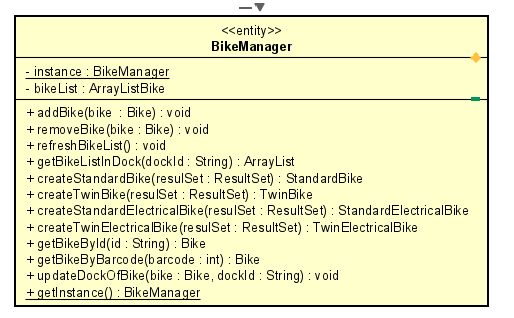 <<entity>>
BikeManager
- instance : BikeManager
- bikeList : ArrayListBike
+ addBike(bike : Bike) : void
+ removeBike(bike : Bike) : void
+ refreshBikeList() : void
+ getBikeListInDock(dockId : String) : ArrayList
+ createStandardBike(resulSet : ResultSet) : StandardBike
+ createTwinBike(resulSet : ResultSet) : TwinBike
+ createStandardElectricalBike(resulSet : ResultSet) : StandardElectricalBike
+ createTwinElectricalBike(resulSet : ResultSet) : TwinElectricalBike
+ getBikeById(id : String) : Bike
+ getBikeByBarcode(barcode : int) : Bike
+ updateDockOfBike(bike : Bike, dockId : String) : void
+ getInstance() : BikeManager